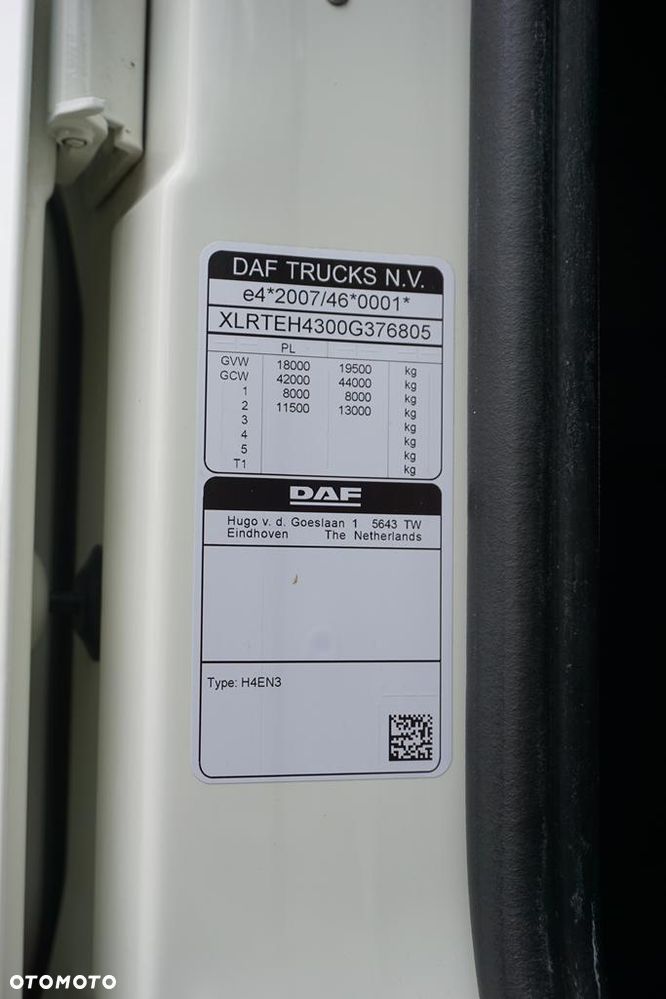 DAF TRUCKS N.V.
e4*2007/46*0001*
XLRTEH4300G376805
PL
GVW 18000 19500 kg
GCW 42000 44000 kg
1 8000 8000 kg
2 11500 13000 kg
3 kg
4 kg
5 kg
T1 kg
DAF
Hugo v. d. Goeslaan 1 5643 TW
Eindhoven The Netherlands
Type: H4EN3
OTOMOTO